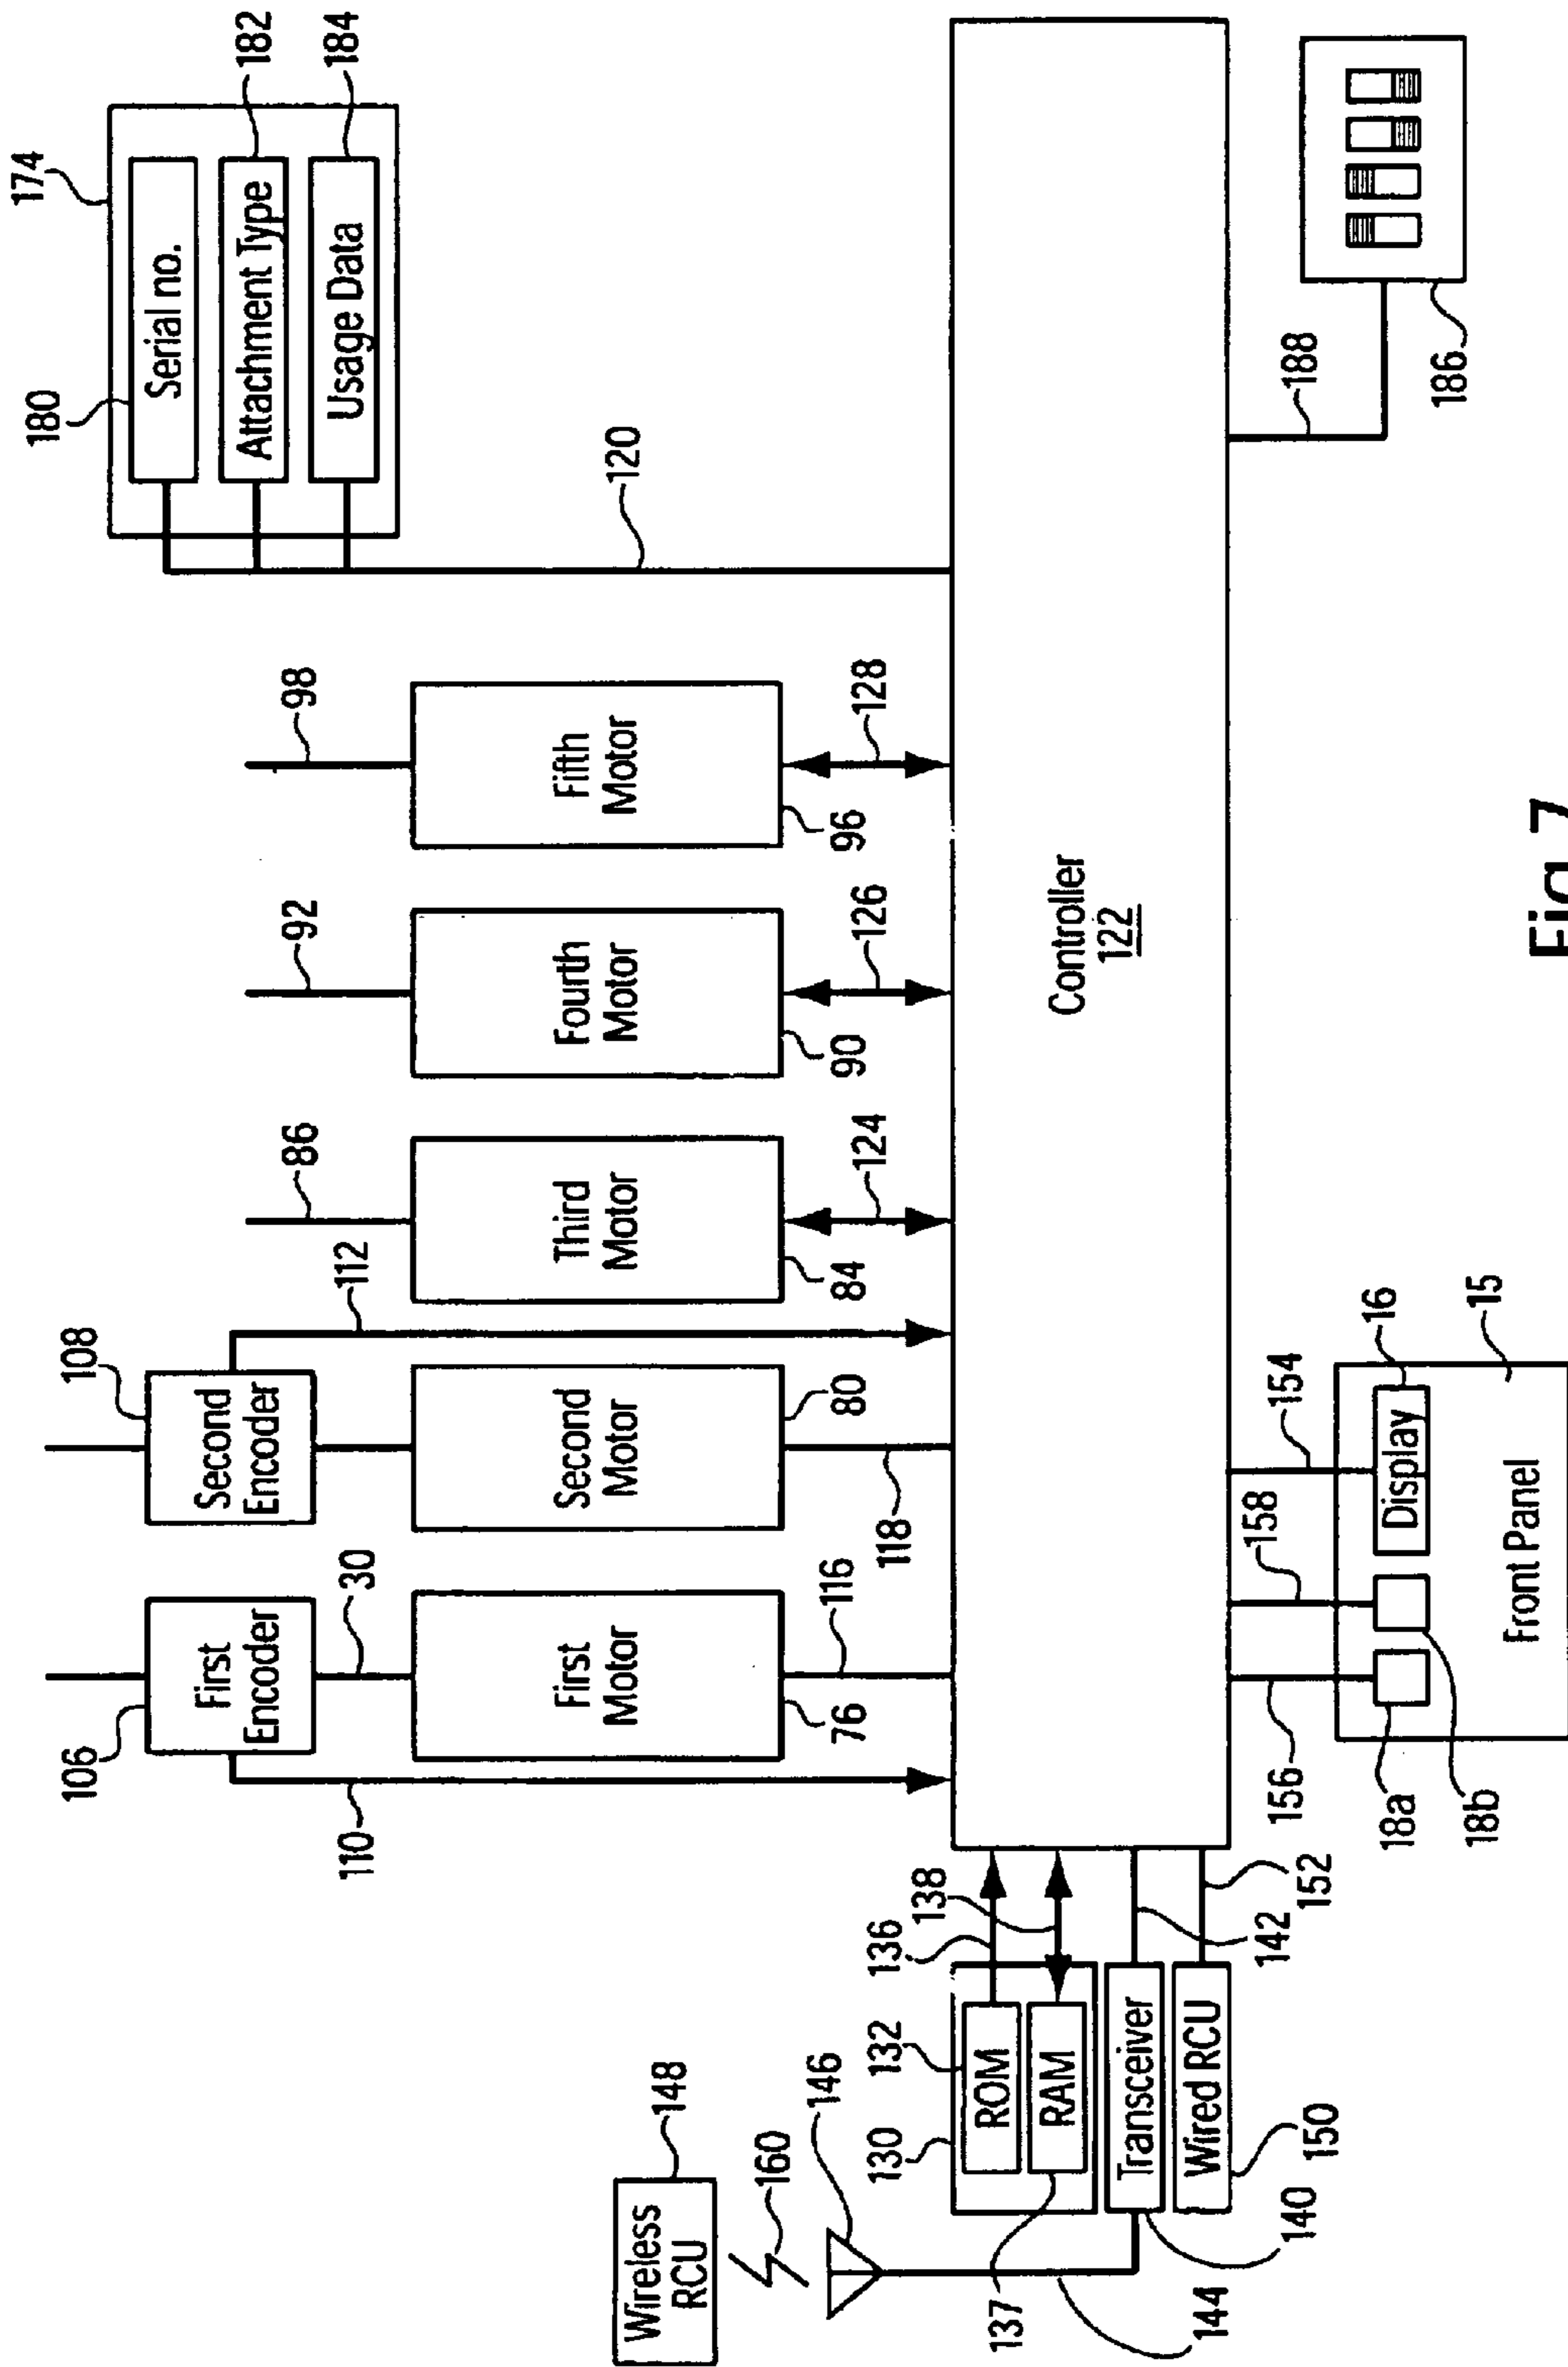 174
180
106
108
182
184
Serial no.
Attachment Type
Usage Data
First
Encoder
Second
Encoder
110
30
112
86
92
98
120
First
Motor
Second
Motor
Third
Motor
Fourth
Motor
Fifth
Motor
76
116
118
80
84
124
90
126
96
128
Wireless
RCU
148
160
146
130
132
136
138
ROM
RAM
137
Transceiver
Wired RCU
144
140
150
142
152
Controller
122
156
158
154
188
18a
18b
16
15
Display
Front Panel
186
Fig. 7